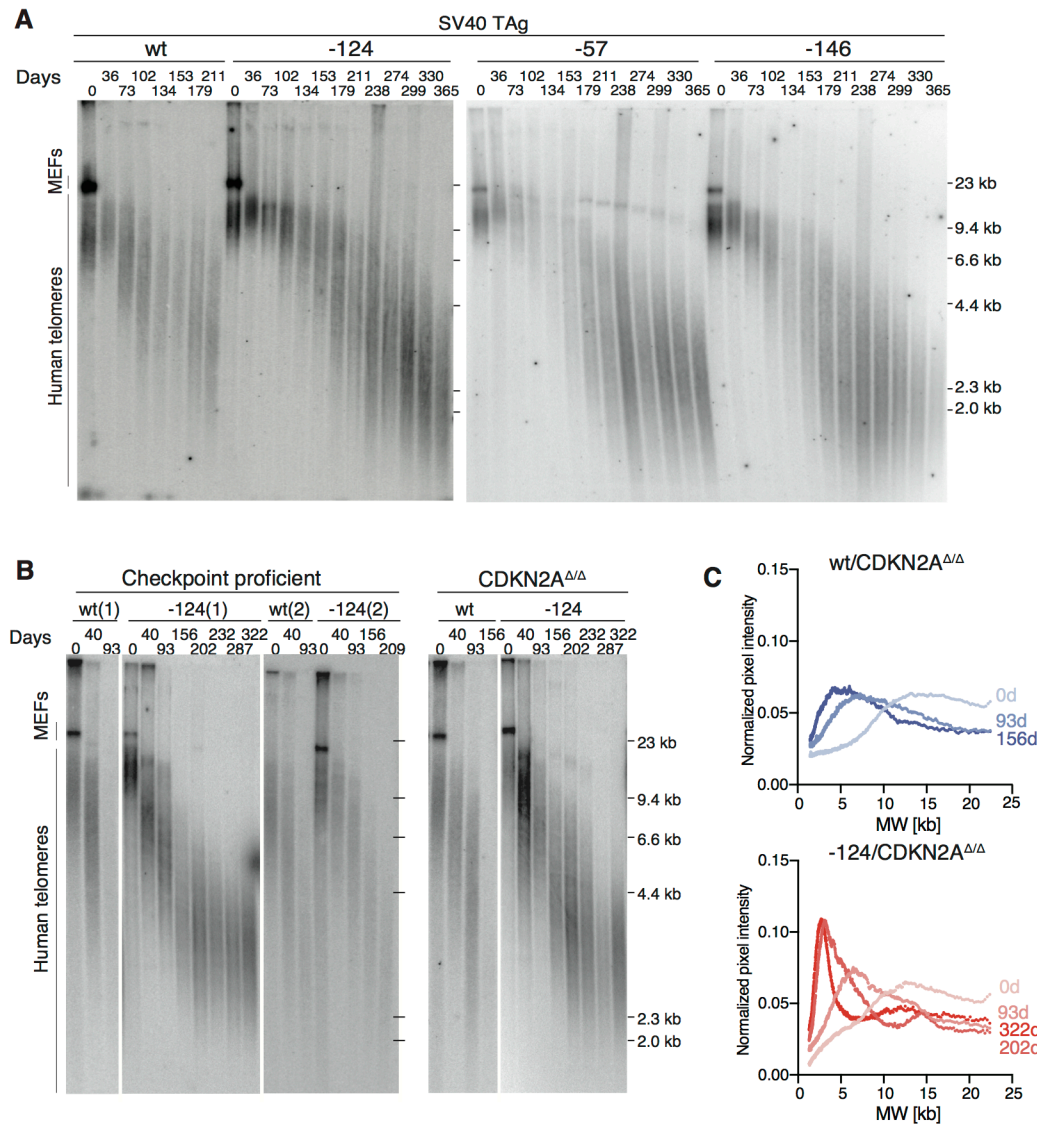 A
SV40 TAg
wt -124 -57 -146
Days 36 102 153 211 36 102 153 211 274 330 36 102 153 211 274 330 36 102 153 211 274 330
0 73 134 179 0 73 134 179 238 299 365 0 73 134 179 238 299 365 0 73 134 179 238 299 365
MEFs
Human telomeres
-23 kb
-9.4 kb
-6.6 kb
-4.4 kb
-2.3 kb
-2.0 kb
B
Checkpoint proficient CDKN2AΔ/Δ
wt(1) -124(1) wt(2) -124(2) wt -124
Days 40 40 156 232 322 40 40 156 40 156 40 156 232 322
0 93 0 93 202 287 0 93 0 93 209 0 93 0 93 202 287
MEFs
Human telomeres
23 kb
9.4 kb
6.6 kb
4.4 kb
2.3 kb
2.0 kb
C
wt/CDKN2AΔ/Δ
Normalized pixel intensity
0.15
0.10
0.05
0.00
0 5 10 15 20 25
MW [kb]
0d
93d
156d
-124/CDKN2AΔ/Δ
Normalized pixel intensity
0.15
0.10
0.05
0.00
0 5 10 15 20 25
MW [kb]
0d
93d
322d
202d